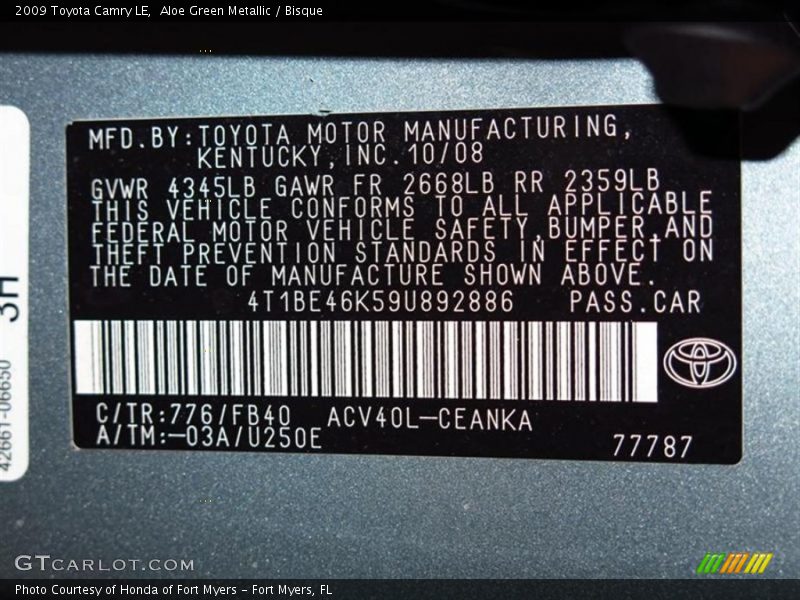 2009 Toyota Camry LE,  Aloe Green Metallic / Bisque
MFD.BY:TOYOTA MOTOR MANUFACTURING,
KENTUCKY,INC.10/08
GVWR 4345LB GAWR FR 2668LB RR 2359LB
THIS VEHICLE CONFORMS TO ALL APPLICABLE
FEDERAL MOTOR VEHICLE SAFETY,BUMPER,AND
THEFT PREVENTION STANDARDS IN EFFECT ON
THE DATE OF MANUFACTURE SHOWN ABOVE.
4T1BE46K59U892886 PASS.CAR
C/TR:776/FB40 ACV40L-CEANKA
A/TM:-03A/U250E
77787
3H
42661-06650
GTCARLOT.COM
Photo Courtesy of Honda of Fort Myers - Fort Myers, FL